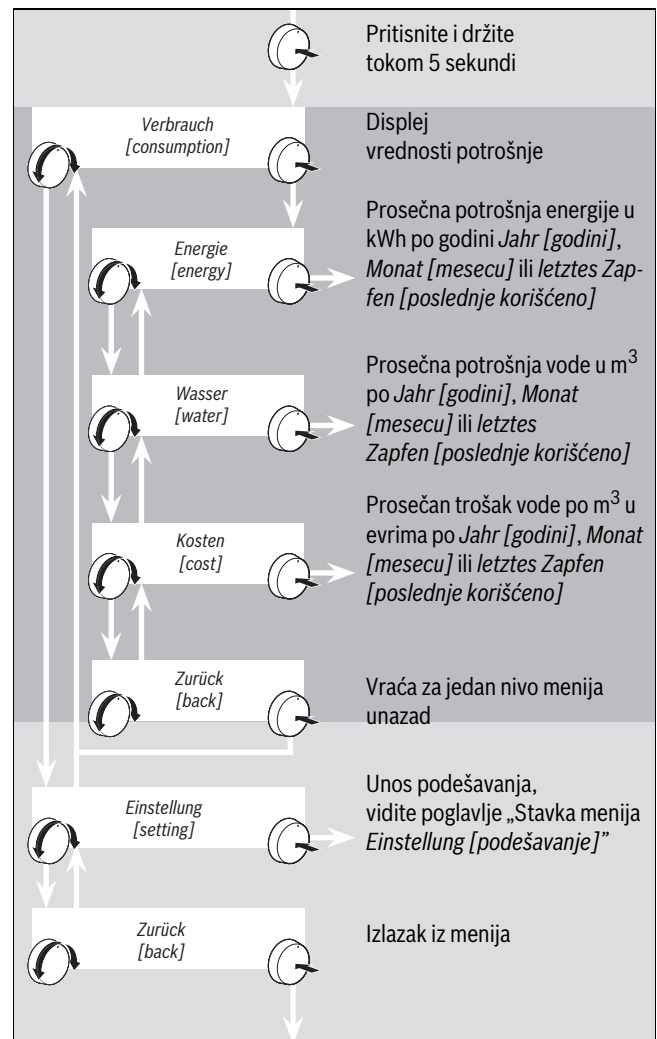 Pritisnite i držite
tokom 5 sekundi
Verbrauch
[consumption]
Displej
vrednosti potrošnje
Energie
[energy]
Prosečna potrošnja energije u
kWh po godini Jahr [godini],
Monat [mesecu] ili letztes Zap-
fen [poslednje korišćeno]
Wasser
[water]
Prosečna potrošnja vode u m3
po Jahr [godini], Monat
[mesecu] ili letztes
Zapfen [poslednje korišćeno]
Kosten
[cost]
Prosečan trošak vode po m3 u
evrima po Jahr [godini], Monat
[mesecu] ili letztes Zapfen
[poslednje korišćeno]
Zurück
[back]
Vraća za jedan nivo menija
unazad
Einstellung
[setting]
Unos podešavanja,
vidite poglavlje „Stavka menija
Einstellung [podešavanje]”
Zurück
[back]
Izlazak iz menija